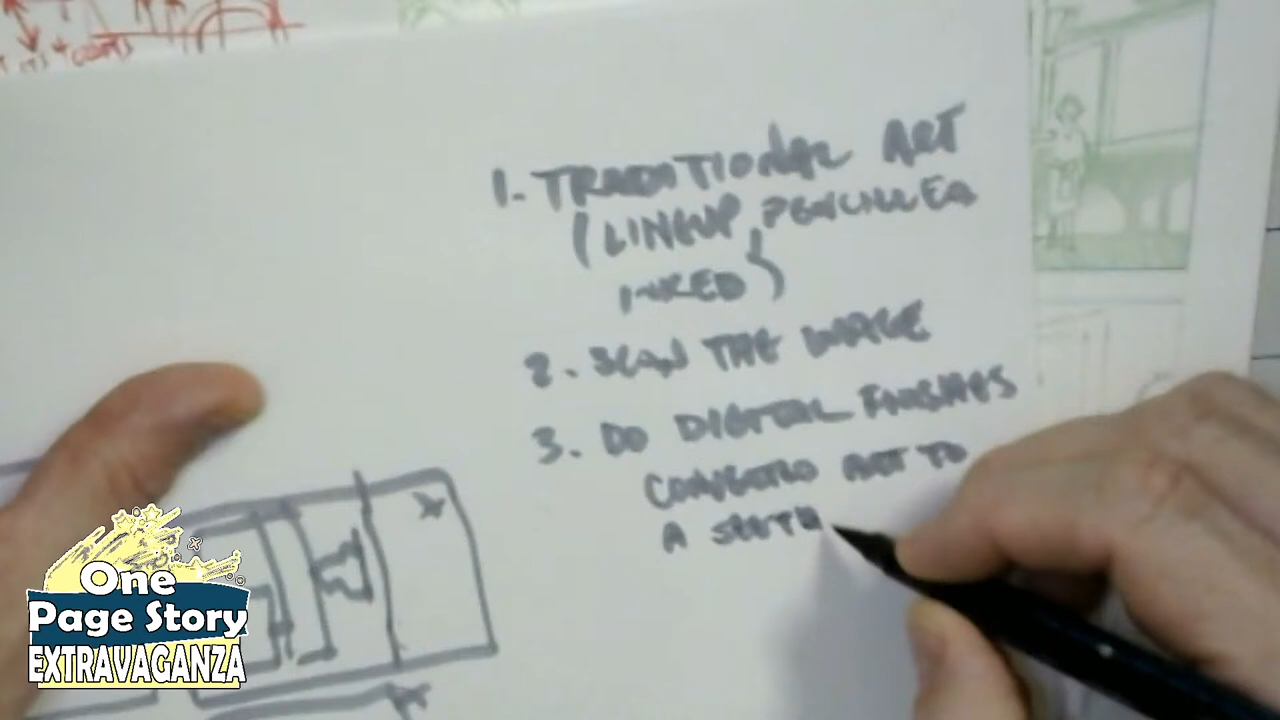 1. TRADITIONAL ART
(LINEUP, PENCILLED
INKED)
2. SCAN THE IMAGE
3. DO DIGITAL FINISHES
ART TO
A
One
Page Story
EXTRAVAGANZA